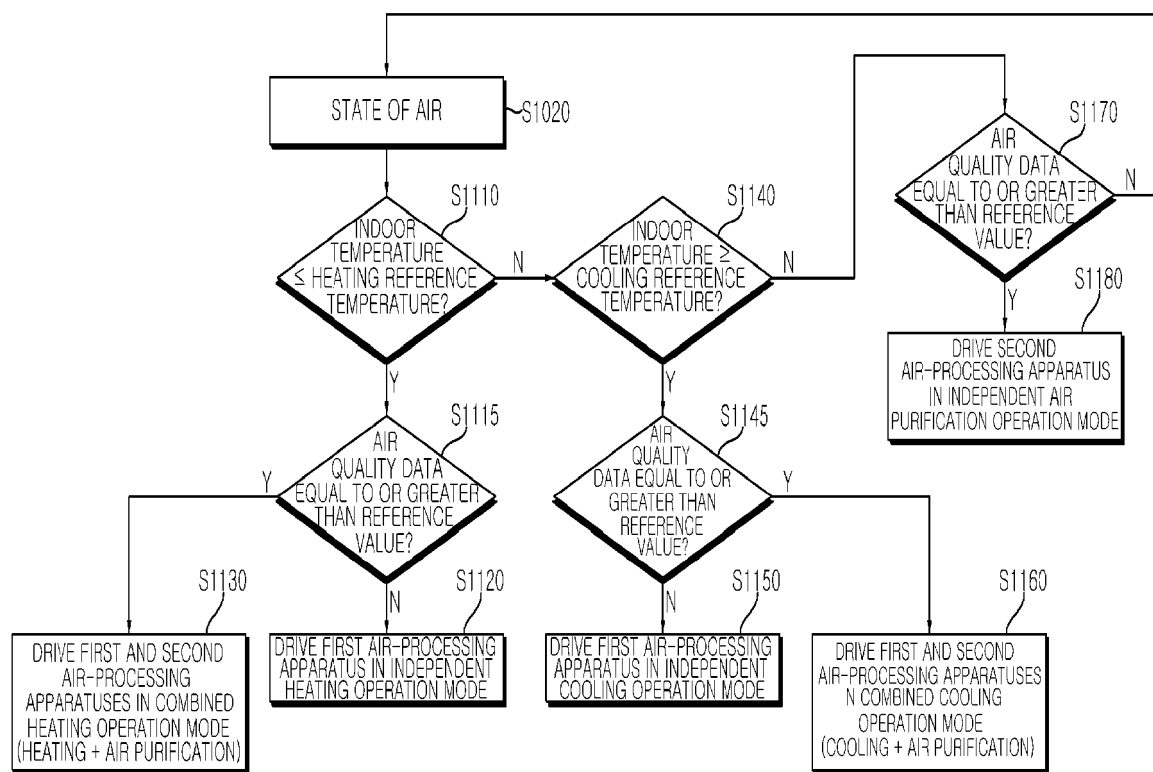 STATE OF AIR
S1020
INDOOR
TEMPERATURE
≤ HEATING REFERENCE
TEMPERATURE?
S1110
N
Y
INDOOR
TEMPERATURE ≥
COOLING REFERENCE
TEMPERATURE?
S1140
N
Y
AIR
QUALITY DATA
EQUAL TO OR GREATER
THAN REFERENCE
VALUE?
S1170
N
Y
DRIVE SECOND
AIR-PROCESSING APPARATUS
IN INDEPENDENT AIR
PURIFICATION OPERATION MODE
S1180
AIR
QUALITY DATA
EQUAL TO OR GREATER
THAN REFERENCE
VALUE?
S1115
Y
N
AIR
QUALITY
DATA EQUAL TO OR
GREATER THAN
REFERENCE
VALUE?
S1145
Y
N
DRIVE FIRST AND SECOND
AIR-PROCESSING
APPARATUSES IN COMBINED
HEATING OPERATION MODE
(HEATING + AIR PURIFICATION)
S1130
DRIVE FIRST AIR-PROCESSING
APPARATUS IN INDEPENDENT
HEATING OPERATION MODE
S1120
DRIVE FIRST AIR-PROCESSING
APPARATUS IN INDEPENDENT
COOLING OPERATION MODE
S1150
DRIVE FIRST AND SECOND
AIR-PROCESSING APPARATUSES
N COMBINED COOLING
OPERATION MODE
(COOLING + AIR PURIFICATION)
S1160